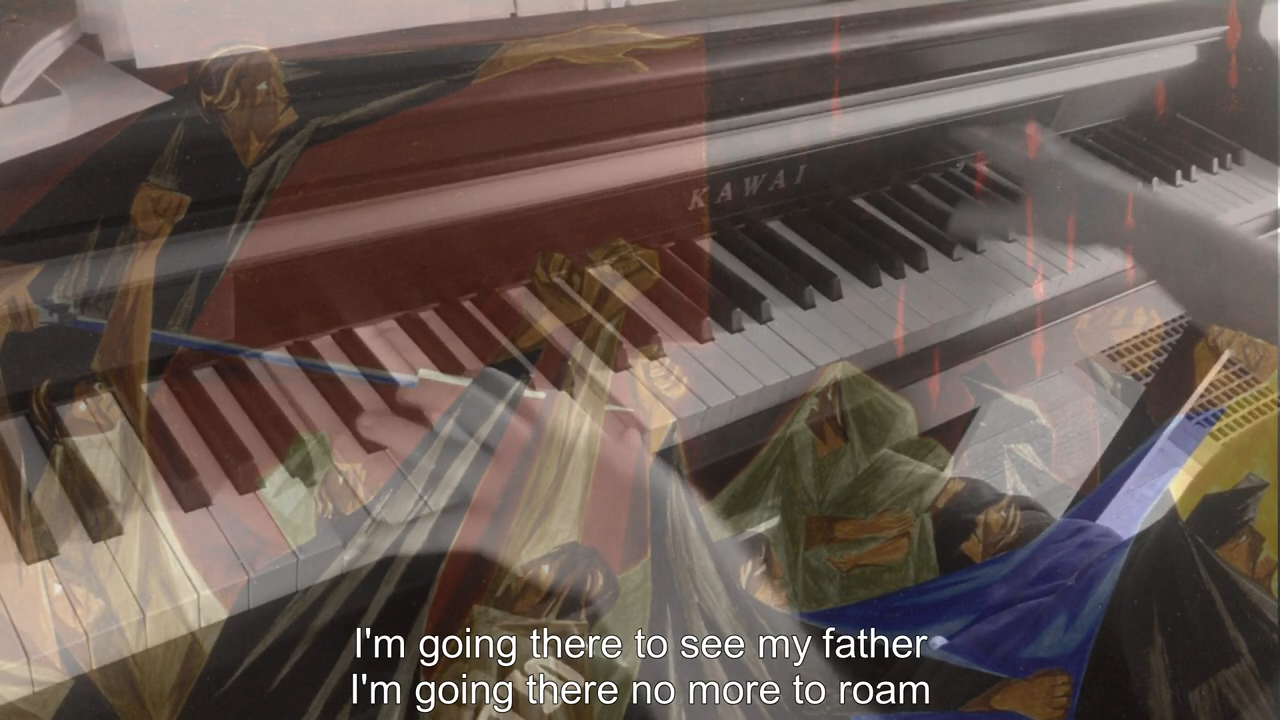 KAWAI
I'm going there to see my father
I'm going there no more to roam